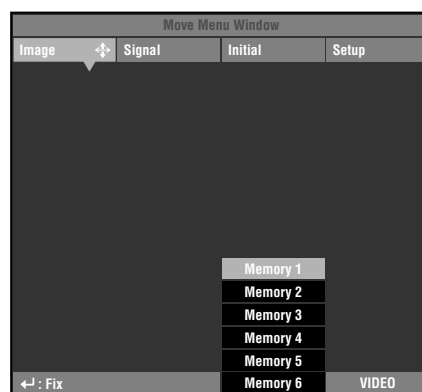 Move Menu Window
Image Signal Initial Setup
Memory 1
Memory 2
Memory 3
Memory 4
Memory 5
↵ : Fix Memory 6 VIDEO